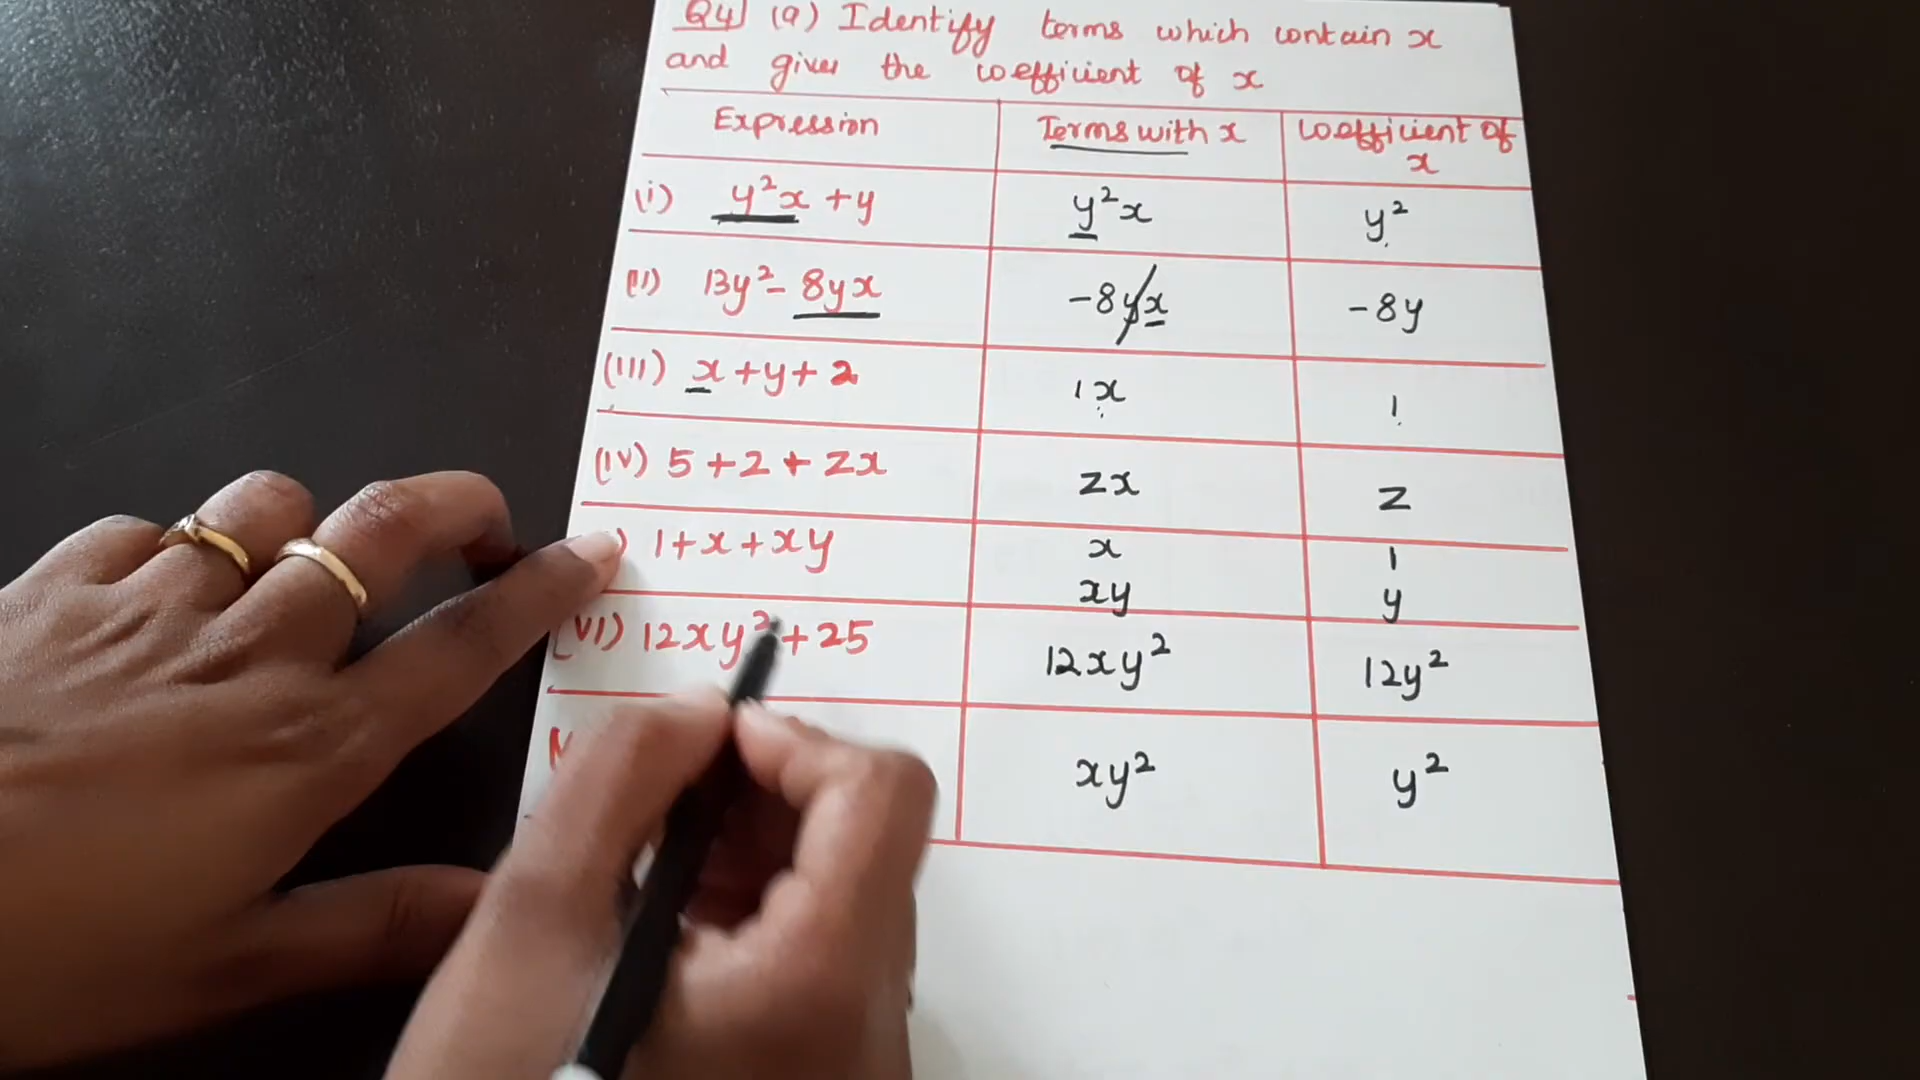 Q4 (a) Identify terms which contain x
and gives the coefficient of x
Expression Terms with x Coefficient of x
(i) y²x + y y²x y²
(ii) 13y² - 8yx -8yx -8y
(iii) x + y + 2 1x 1
(iv) 5 + z + zx zx z
) 1 + x + xy x 1
xy y
(vi) 12xy² + 25 12xy² 12y²
xy² y²